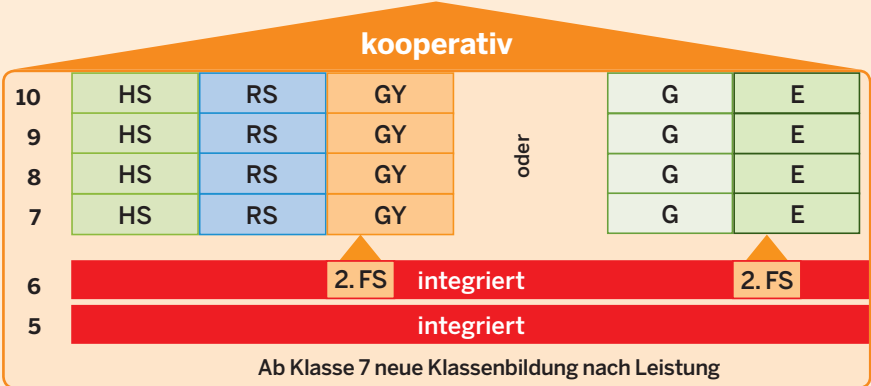 kooperativ
10 HS RS GY G E
9 HS RS GY G E
8 HS RS GY G E
7 HS RS GY G E
oder
6 2. FS integriert 2. FS
5 integriert
Ab Klasse 7 neue Klassenbildung nach Leistung